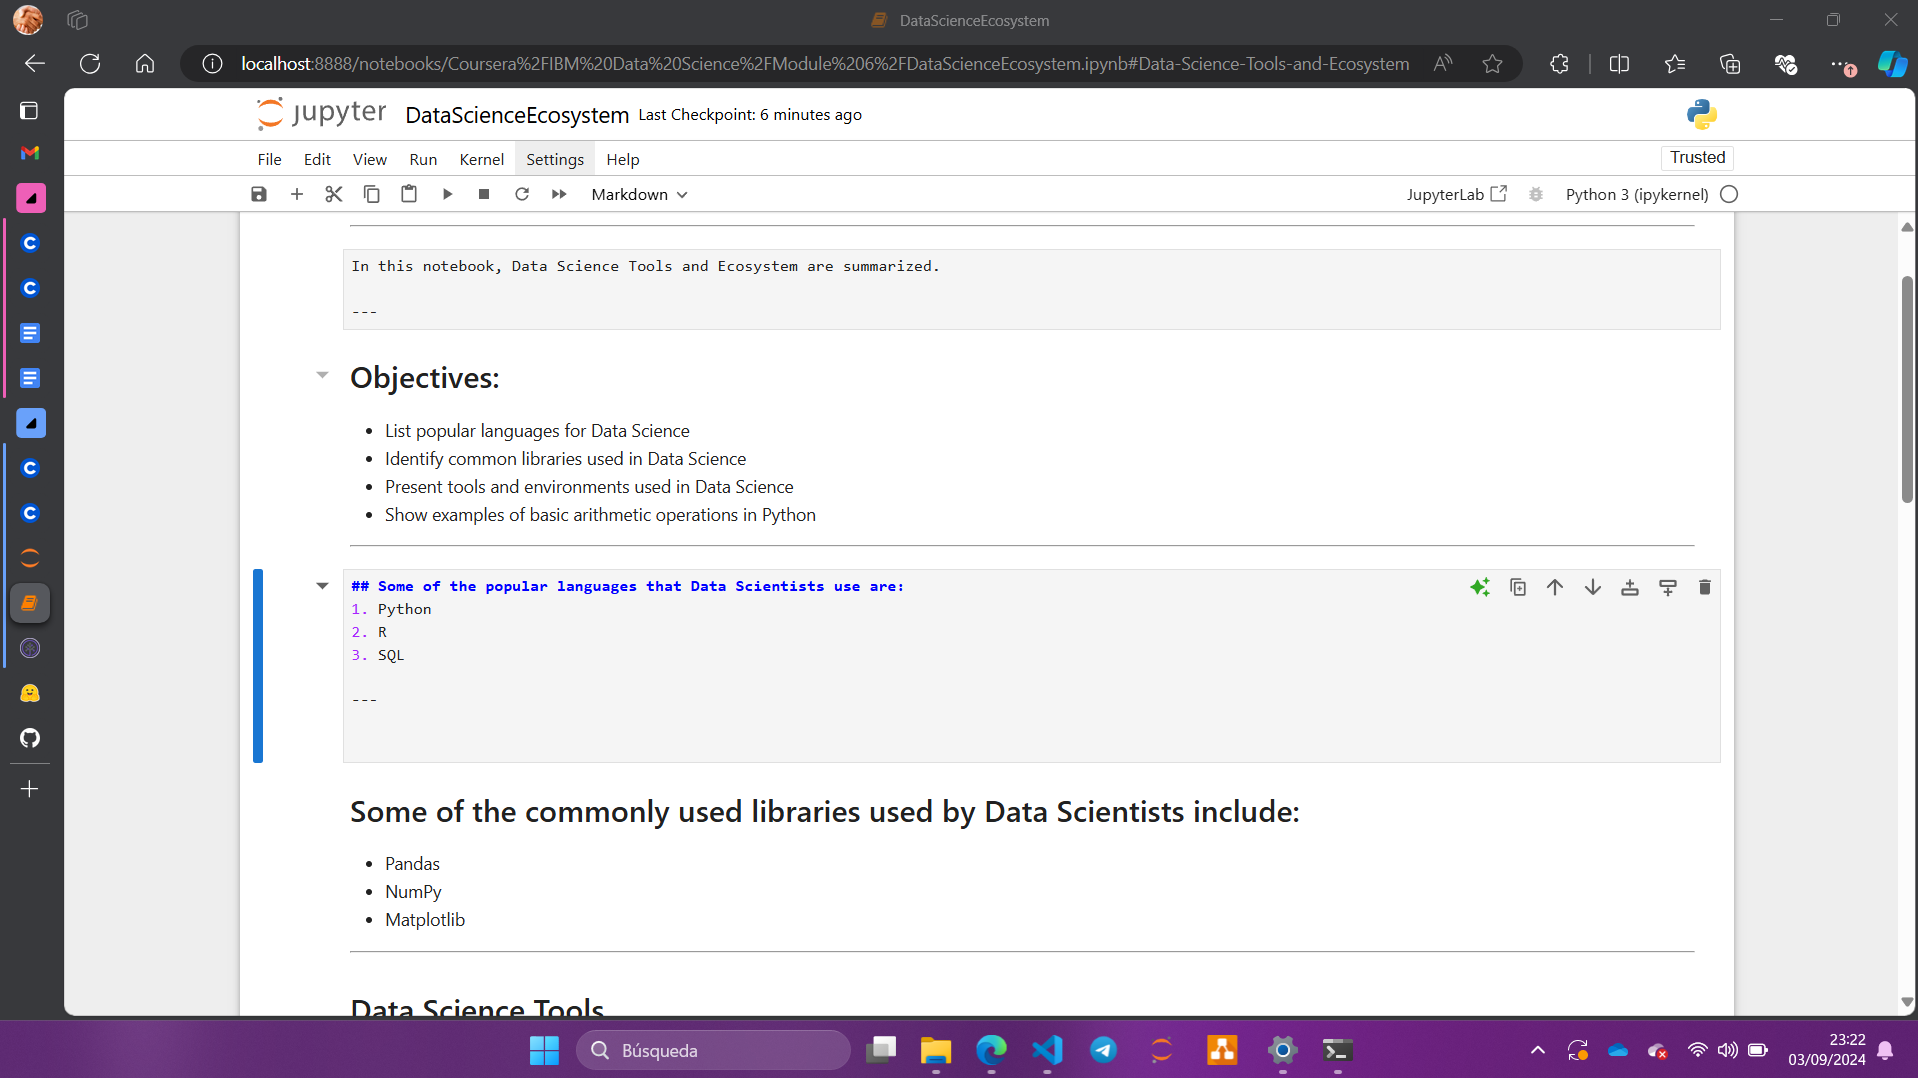 DataScienceEcosystem
localhost:8888/notebooks/Coursera%2FIBM%20Data%20Science%2FModule%206%2FDataScienceEcosystem.ipynb#Data-Science-Tools-and-Ecosystem
jupyter DataScienceEcosystem Last Checkpoint: 6 minutes ago
File Edit View Run Kernel Settings Help Trusted
Markdown JupyterLab Python 3 (ipykernel)
In this notebook, Data Science Tools and Ecosystem are summarized.
---
Objectives:
• List popular languages for Data Science
• Identify common libraries used in Data Science
• Present tools and environments used in Data Science
• Show examples of basic arithmetic operations in Python
## Some of the popular languages that Data Scientists use are:
1. Python
2. R
3. SQL
---
Some of the commonly used libraries used by Data Scientists include:
• Pandas
• NumPy
• Matplotlib
Data Science Tools
Búsqueda
23:22
03/09/2024